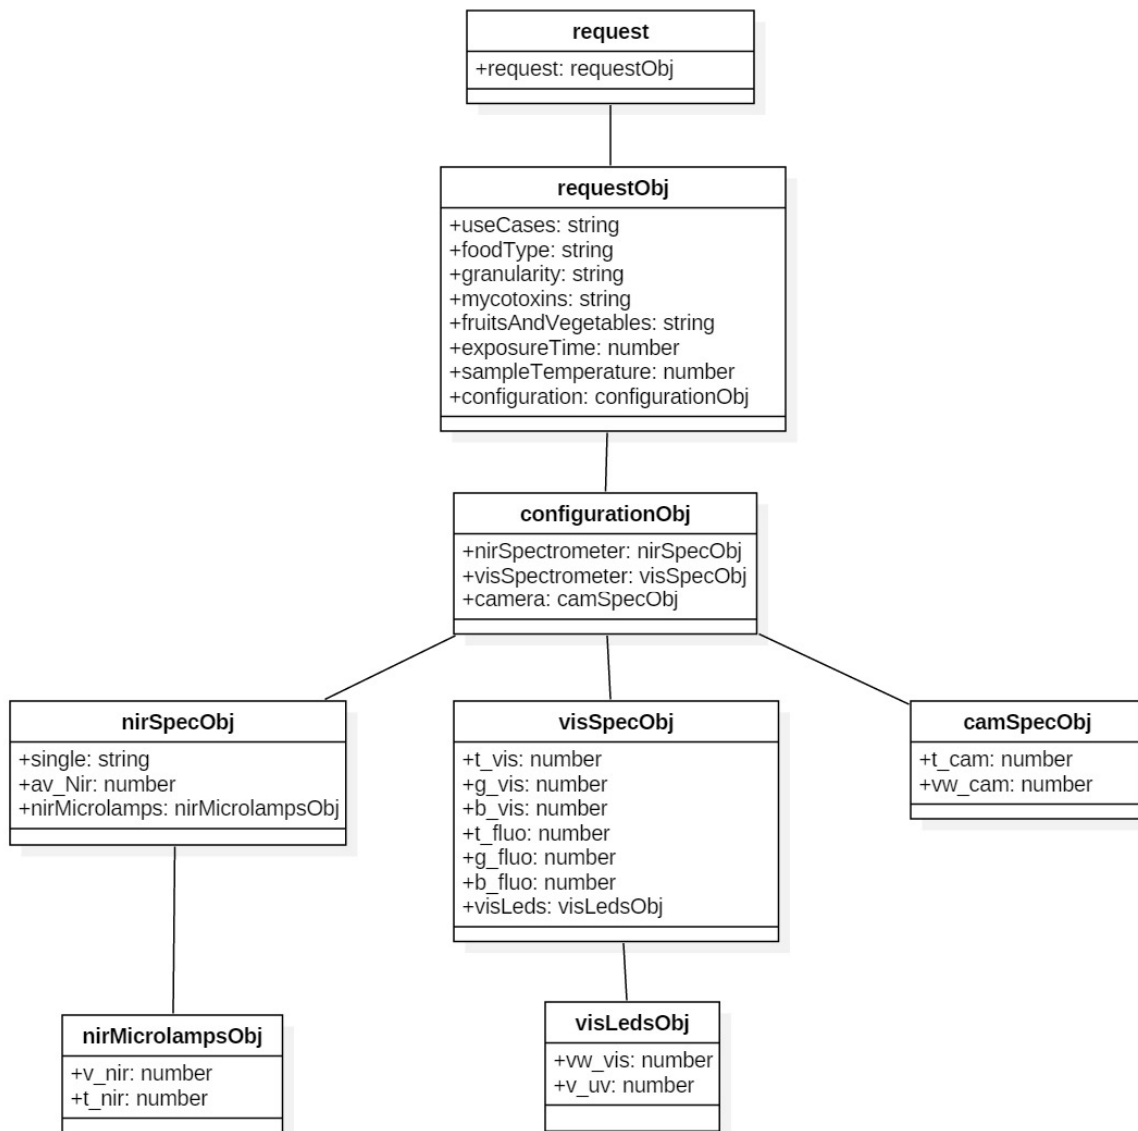 request
+request: requestObj
requestObj
+useCases: string
+foodType: string
+granularity: string
+mycotoxins: string
+fruitsAndVegetables: string
+exposureTime: number
+sampleTemperature: number
+configuration: configurationObj
configurationObj
+nirSpectrometer: nirSpecObj
+visSpectrometer: visSpecObj
+camera: camSpecObj
nirSpecObj
+single: string
+av_Nir: number
+nirMicrolamps: nirMicrolampsObj
visSpecObj
+t_vis: number
+g_vis: number
+b_vis: number
+t_fluo: number
+g_fluo: number
+b_fluo: number
+visLeds: visLedsObj
camSpecObj
+t_cam: number
+vw_cam: number
nirMicrolampsObj
+v_nir: number
+t_nir: number
visLedsObj
+vw_vis: number
+v_uv: number